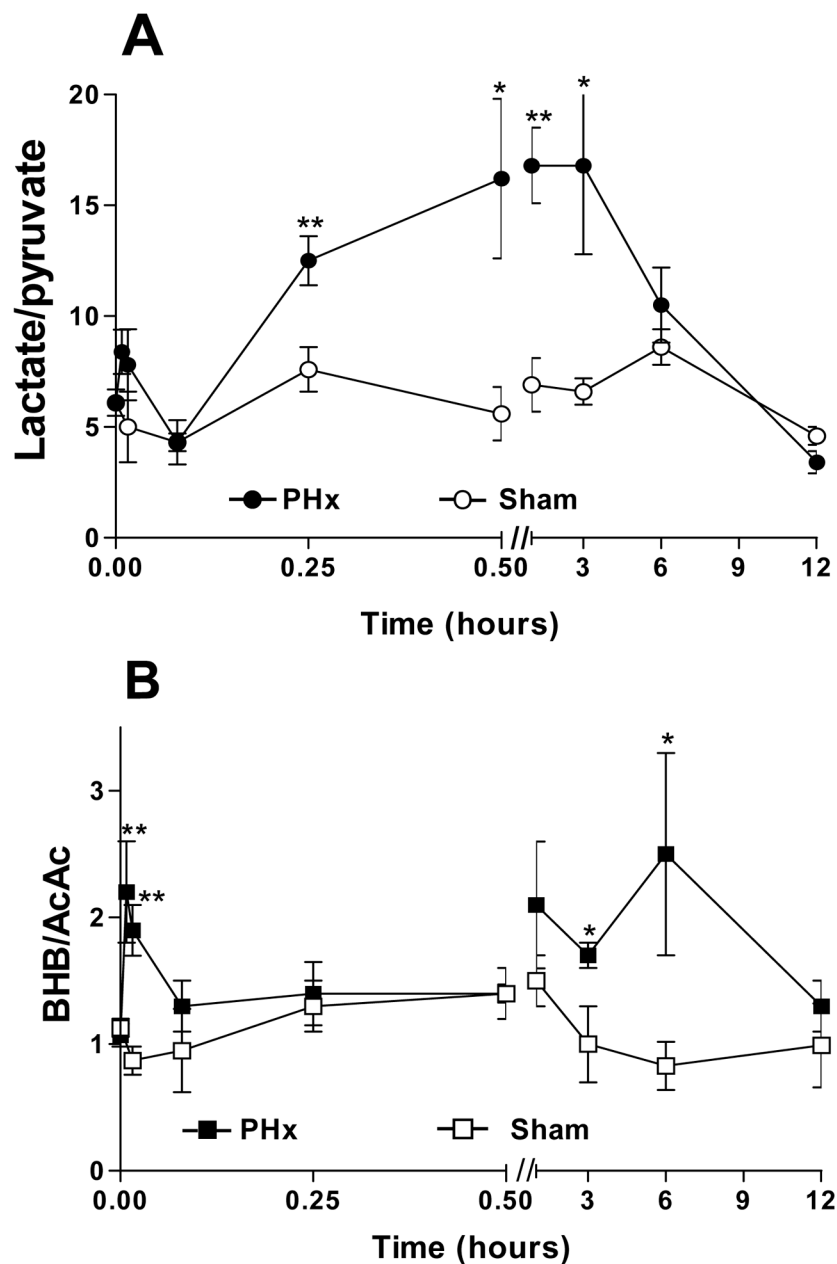 A
Lactate/pyruvate
20
15
10
5
0
** * ** *
PHx Sham
0.00 0.25 0.50 // 3 6 9 12
Time (hours)
B
BHB/AcAc
3
2
1
0
** ** * *
PHx Sham
0.00 0.25 0.50 // 3 6 9 12
Time (hours)